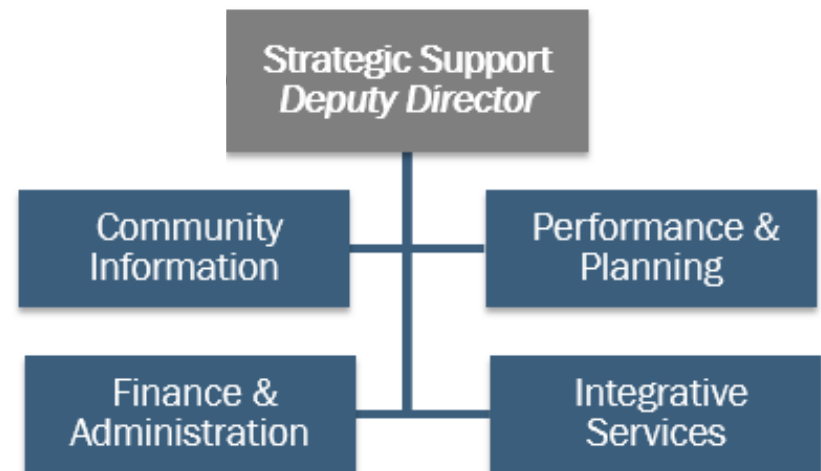 Strategic Support
Deputy Director
Community
Information
Performance &
Planning
Finance &
Administration
Integrative
Services